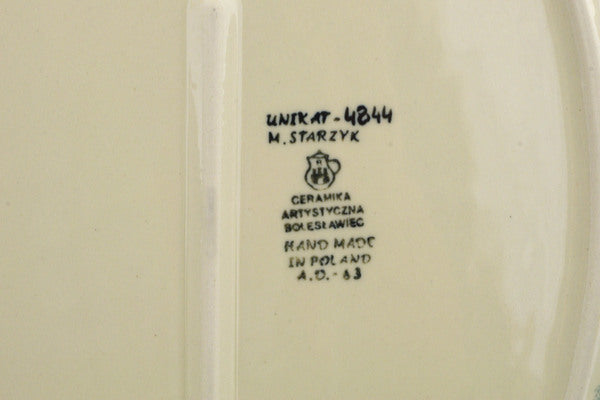 UNIKAT-4844
M. STARZYK
CERAMIKA
ARTYSTYCZNA
BOLESŁAWIEC
HAND MADE
IN POLAND
A.D.-63